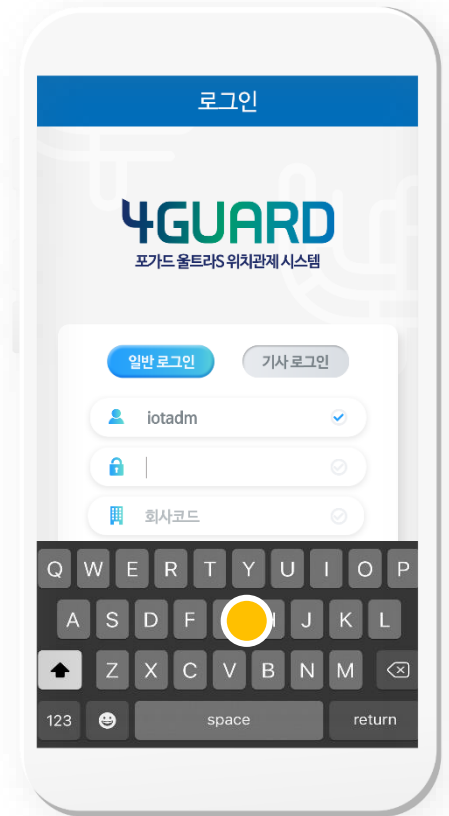 로그인
4GUARD
포가드 울트라S 위치관제 시스템
일반 로그인 기사 로그인
iotadm
회사코드
Q W E R T Y U I O P
A S D F J K L
Z X C V B N M
123 space return